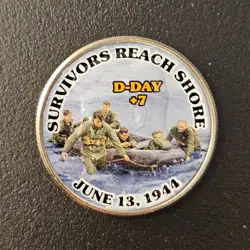 SURVIVORS REACH SHORE
D-DAY
+7
JUNE 13, 1944